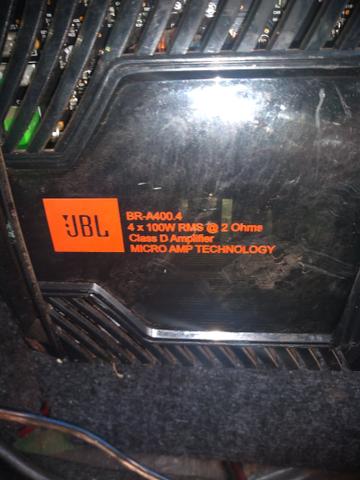 JBL
BR-A400.4
4 x 100W RMS @ 2 Ohms
Class D Amplifier
MICRO AMP TECHNOLOGY